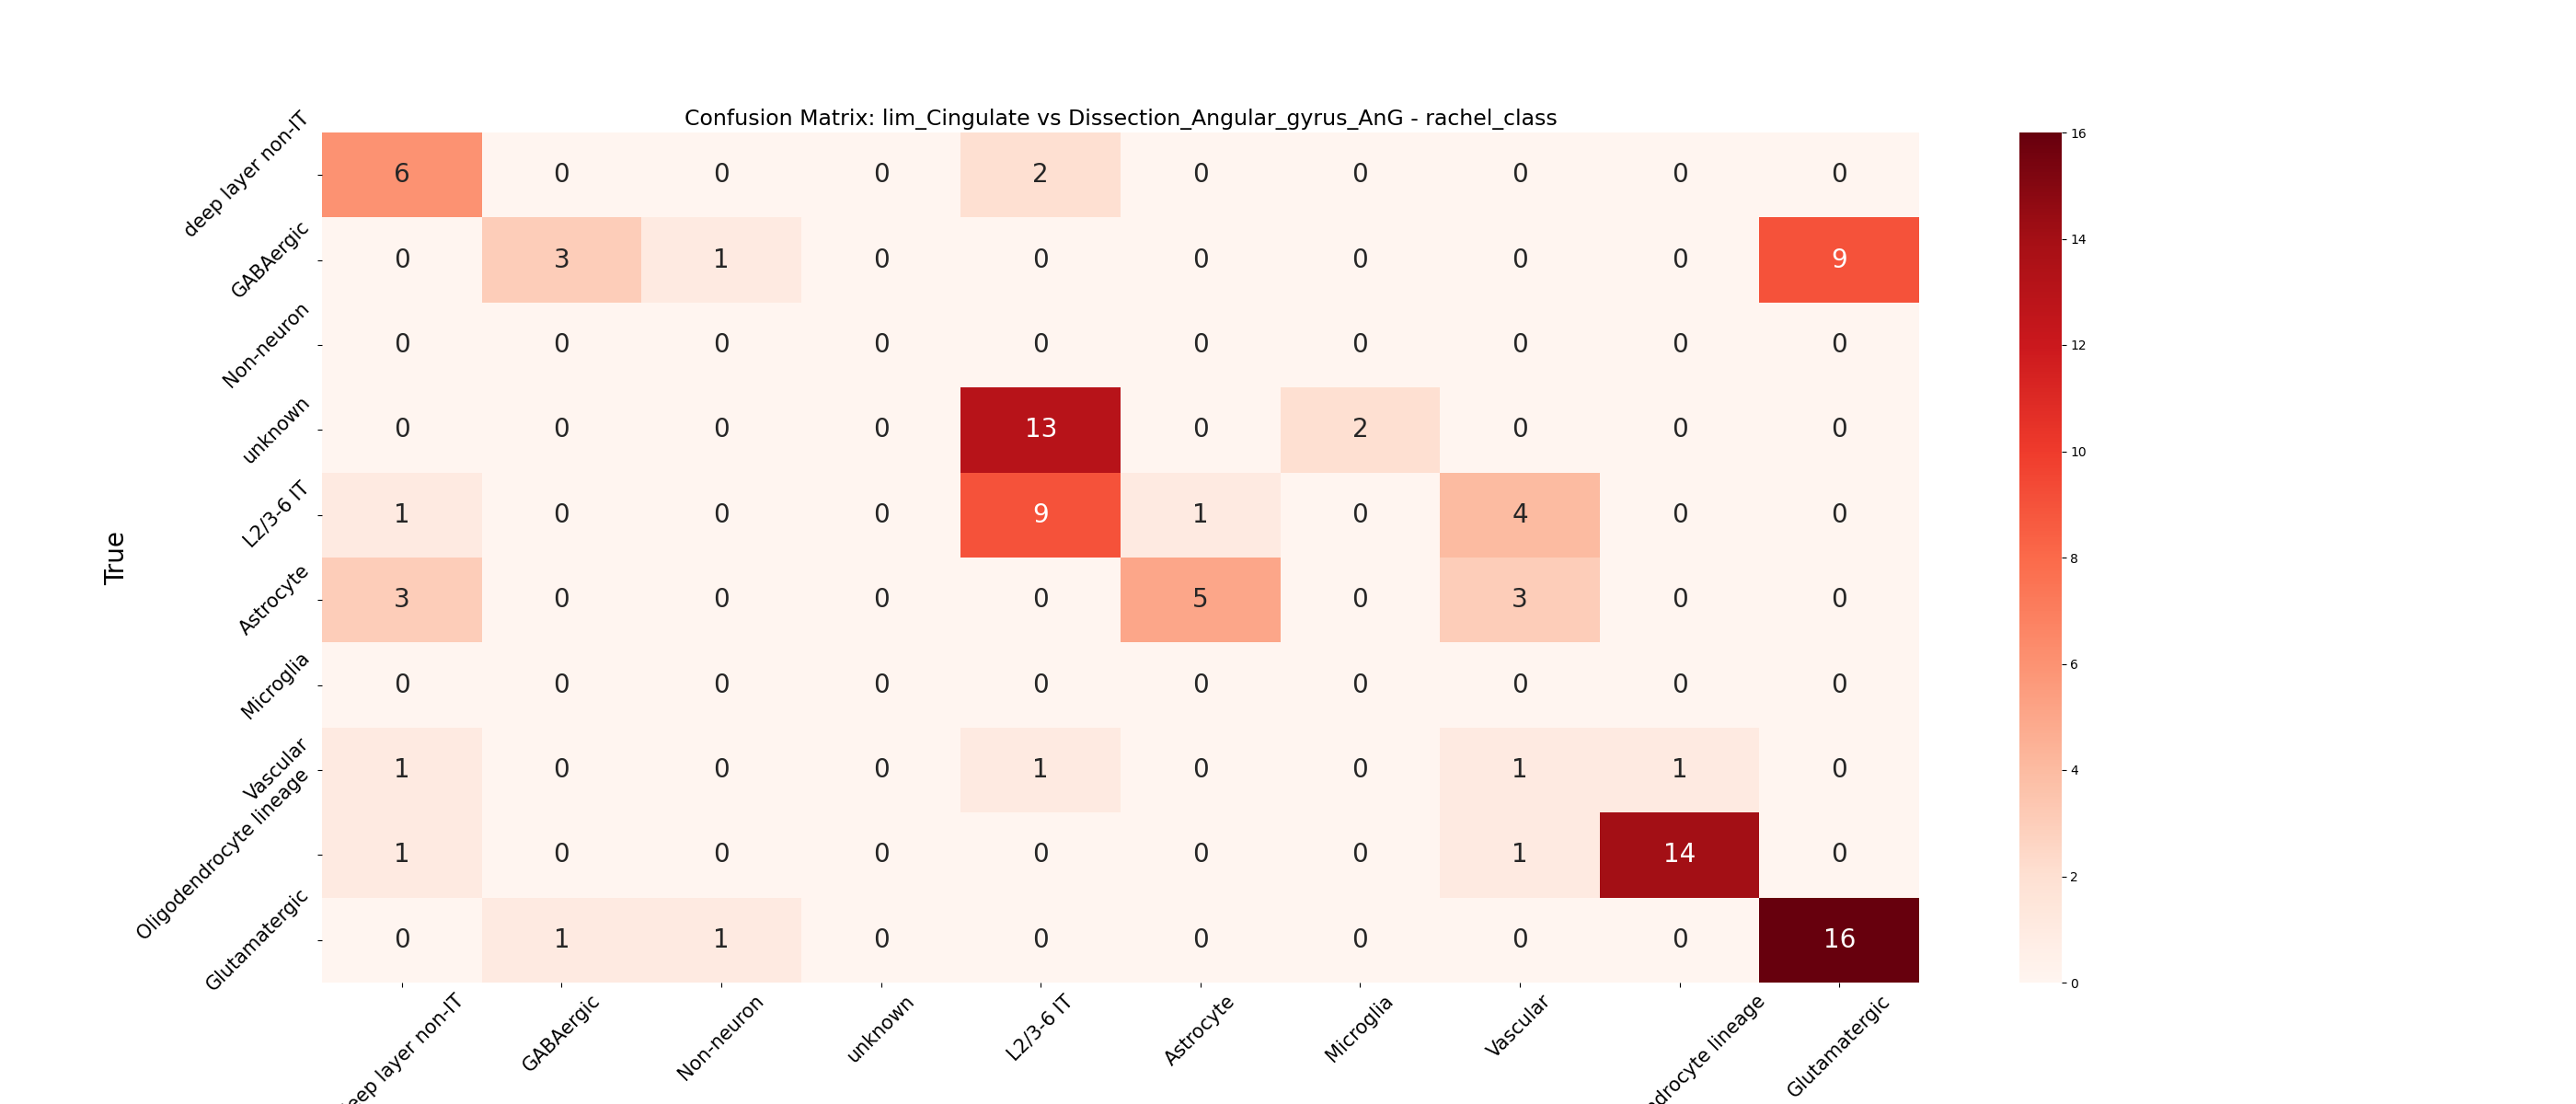 Confusion Matrix: lim_Cingulate vs Dissection_Angular_gyrus_AnG - rachel_class
True
deep layer non-IT 6 0 0 0 2 0 0 0 0 0
GABAergic 0 3 1 0 0 0 0 0 0 9
Non-neuron 0 0 0 0 0 0 0 0 0 0
unknown 0 0 0 0 13 0 2 0 0 0
L2/3-6 IT 1 0 0 0 9 1 0 4 0 0
Astrocyte 3 0 0 0 0 5 0 3 0 0
Microglia 0 0 0 0 0 0 0 0 0 0
Vascular 1 0 0 0 1 0 0 1 1 0
Oligodendrocyte lineage 1 0 0 0 0 0 0 1 14 0
Glutamatergic 0 1 1 0 0 0 0 0 0 16
layer non-IT GABAergic Non-neuron unknown L2/3-6 IT Astrocyte Microglia Vascular lineage Glutamatergic
16
14
12
10
8
6
4
2
0